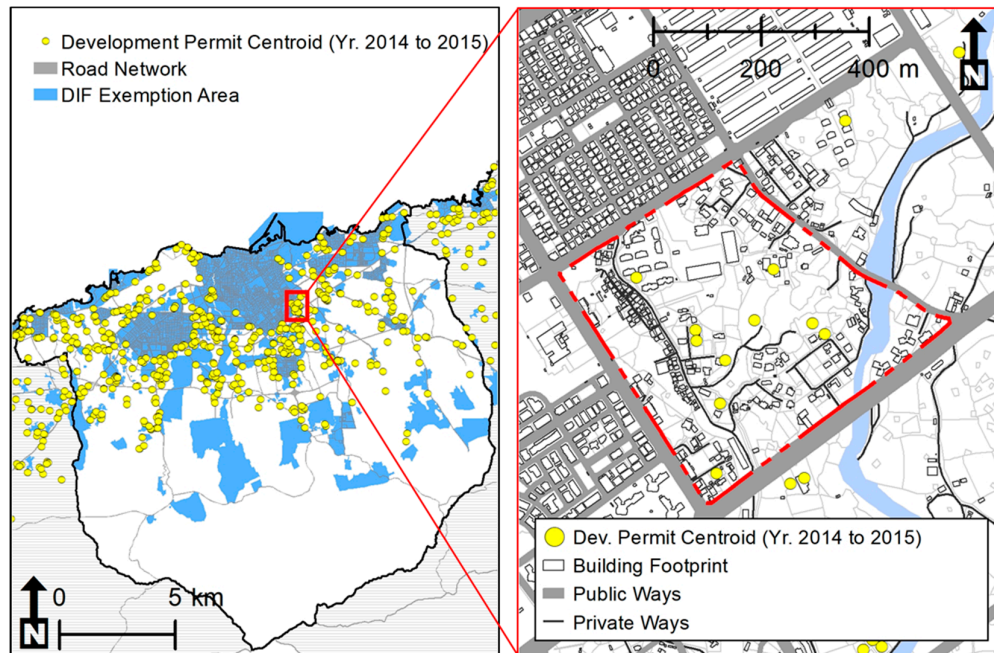 Development Permit Centroid (Yr. 2014 to 2015)
Road Network
DIF Exemption Area
N
0 5 km
0 200 400 m
N
Dev. Permit Centroid (Yr. 2014 to 2015)
Building Footprint
Public Ways
Private Ways